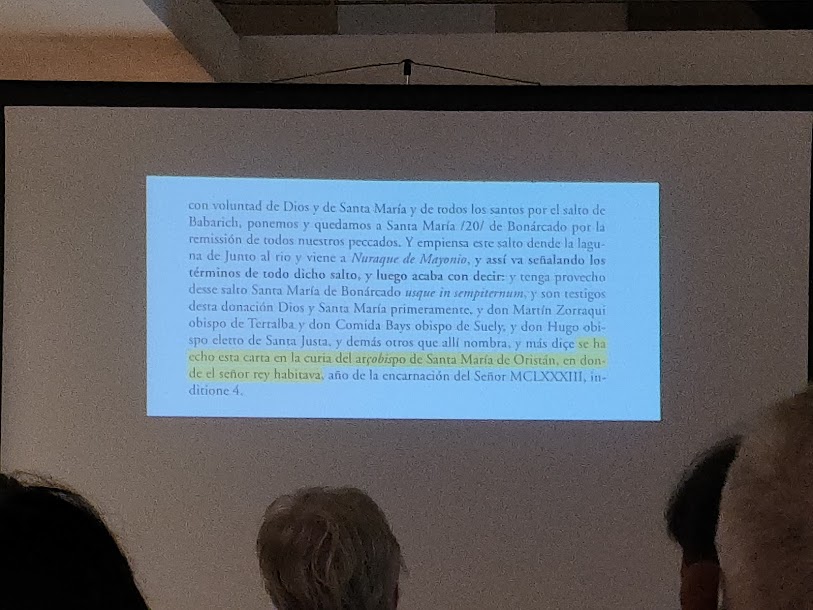 con voluntad de Dios y de Santa María y de todos los santos por el salto de
Babarich, ponemos y quedamos a Santa María /20/ de Bonárcado por la
remissión de todos nuestros peccados. Y empiensa este salto dende la lagu-
na de Junto al rio y viene a Nuraque de Mayonio, y assí va señalando los
términos de todo dicho salto, y luego acaba con decir: y tenga provecho
desse salto Santa María de Bonárcado usque in sempiternum, y son testigos
desta donación Dios y Santa María primeramente, y don Martín Zorraqui
obispo de Terralba y don Comida Bays obispo de Suely, y don Hugo obi-
spo eletto de Santa Justa, y demás otros que allí nombra, y más diçe se ha
echo esta carta en la curia del arçobispo de Santa María de Oristán, en don-
de el señor rey habitava, año de la encarnación del Señor MCLXXXIII, in-
ditione 4.